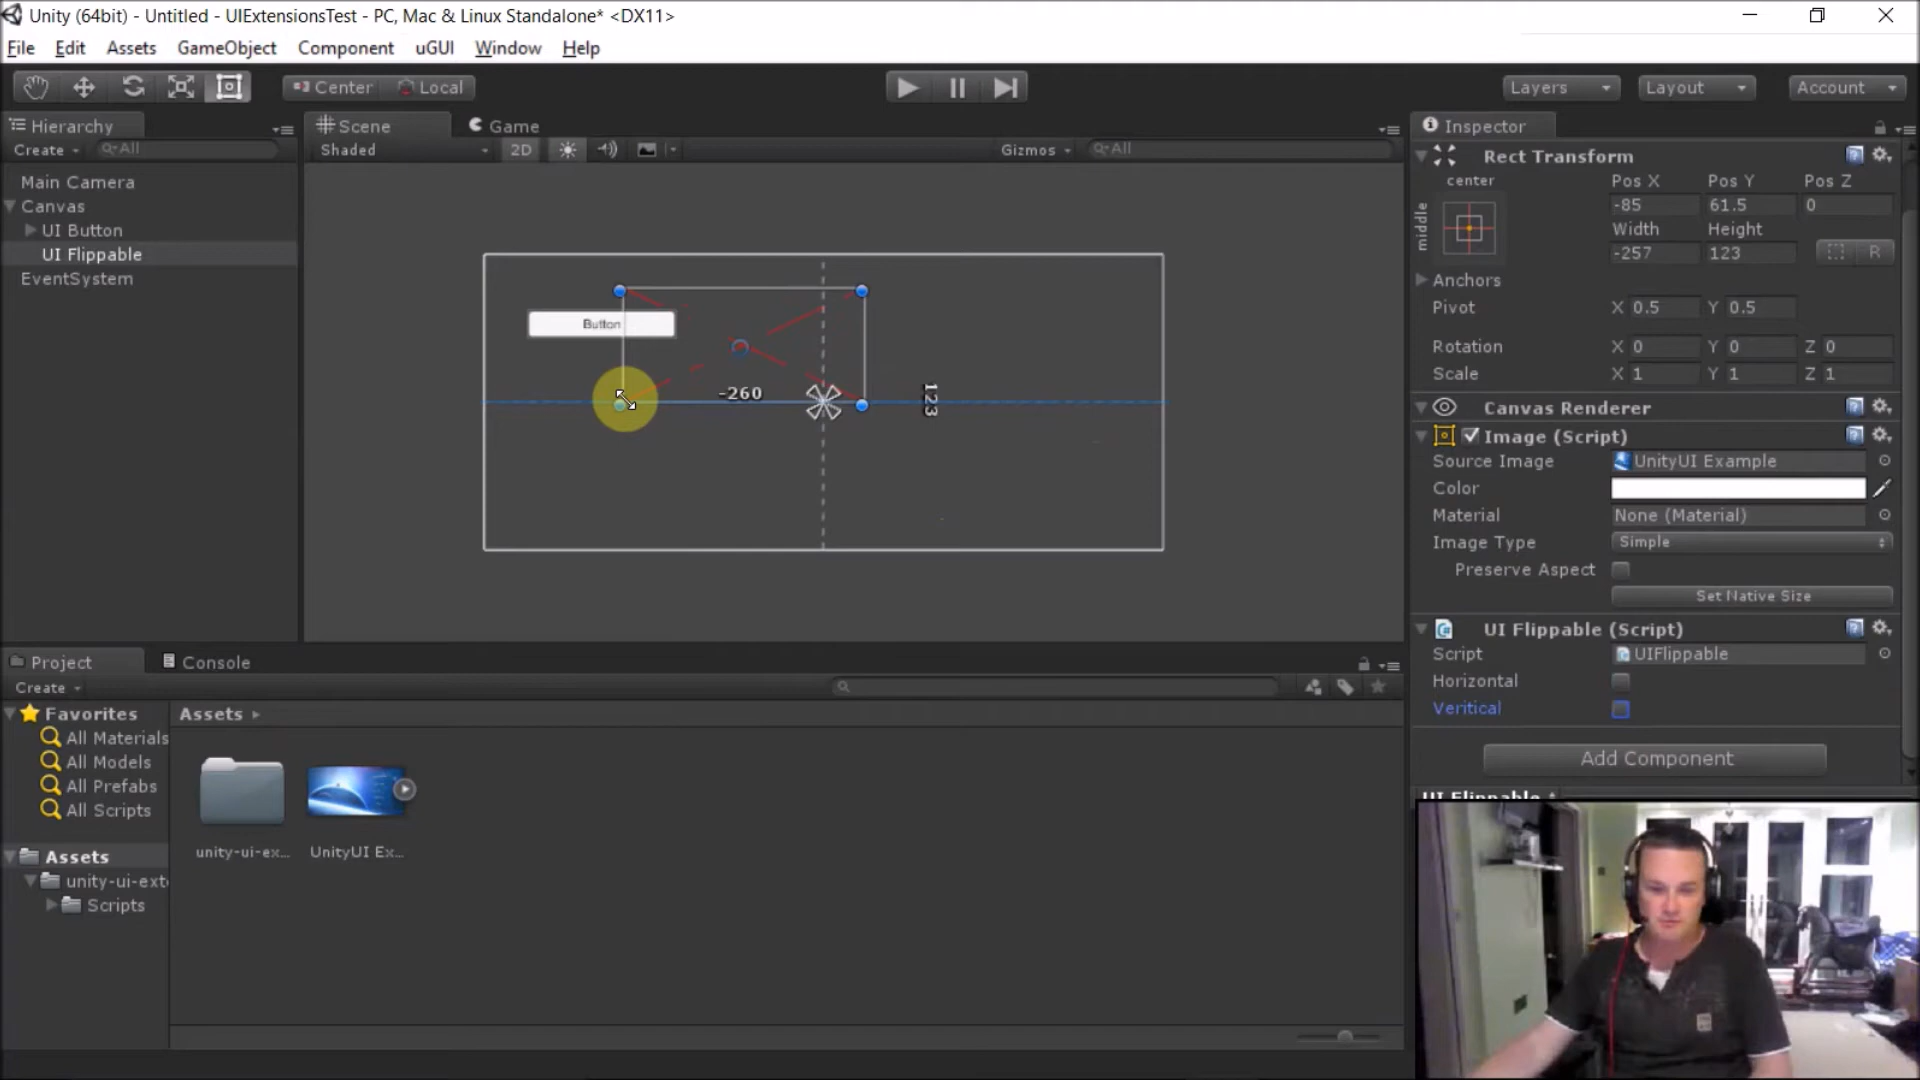 Unity (64bit) - Untitled - UIExtensionsTest - PC, Mac & Linux Standalone* <DX11>
File Edit Assets GameObject Component uGUI Window Help
Center Local Layers Layout Account
Hierarchy
Create All
Main Camera
Canvas
UI Button
UI Flippable
EventSystem
Scene Game
Shaded 2D Gizmos All
Button
-260
123
Inspector
Rect Transform
center
middle
Pos X Pos Y Pos Z
-85 61.5 0
Width Height
-257 123 R
Anchors
Pivot X 0.5 Y 0.5
Rotation X 0 Y 0 Z 0
Scale X 1 Y 1 Z 1
Canvas Renderer
Image (Script)
Source Image UnityUI Example
Color
Material None (Material)
Image Type Simple
Preserve Aspect
Set Native Size
UI Flippable (Script)
Script UIFlippable
Horizontal
Veritical
Add Component
UI Flippable
Project Console
Create
Favorites
All Materials
All Models
All Prefabs
All Scripts
Assets
unity-ui-exte
Scripts
Assets
unity-ui-ex...
UnityUI Ex...